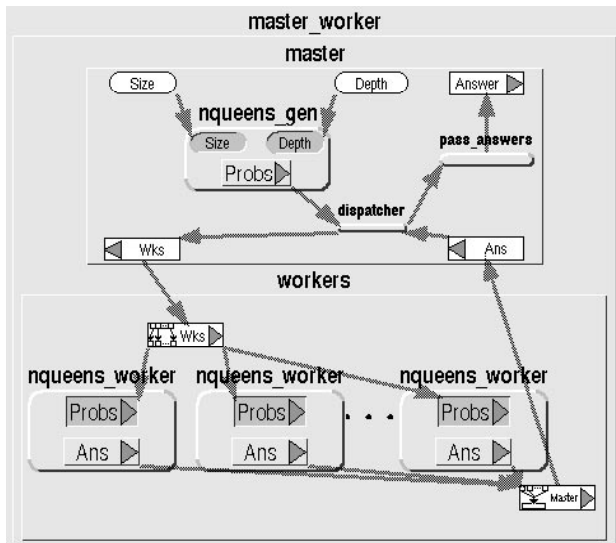 master_worker
master
Size
Depth
Answer
nqueens_gen
Size
Depth
pass_answers
Probs
dispatcher
Wks
Ans
workers
Wks
nqueens_worker
nqueens_worker
nqueens_worker
Probs
Probs
. . .
Probs
Ans
Ans
Ans
Master